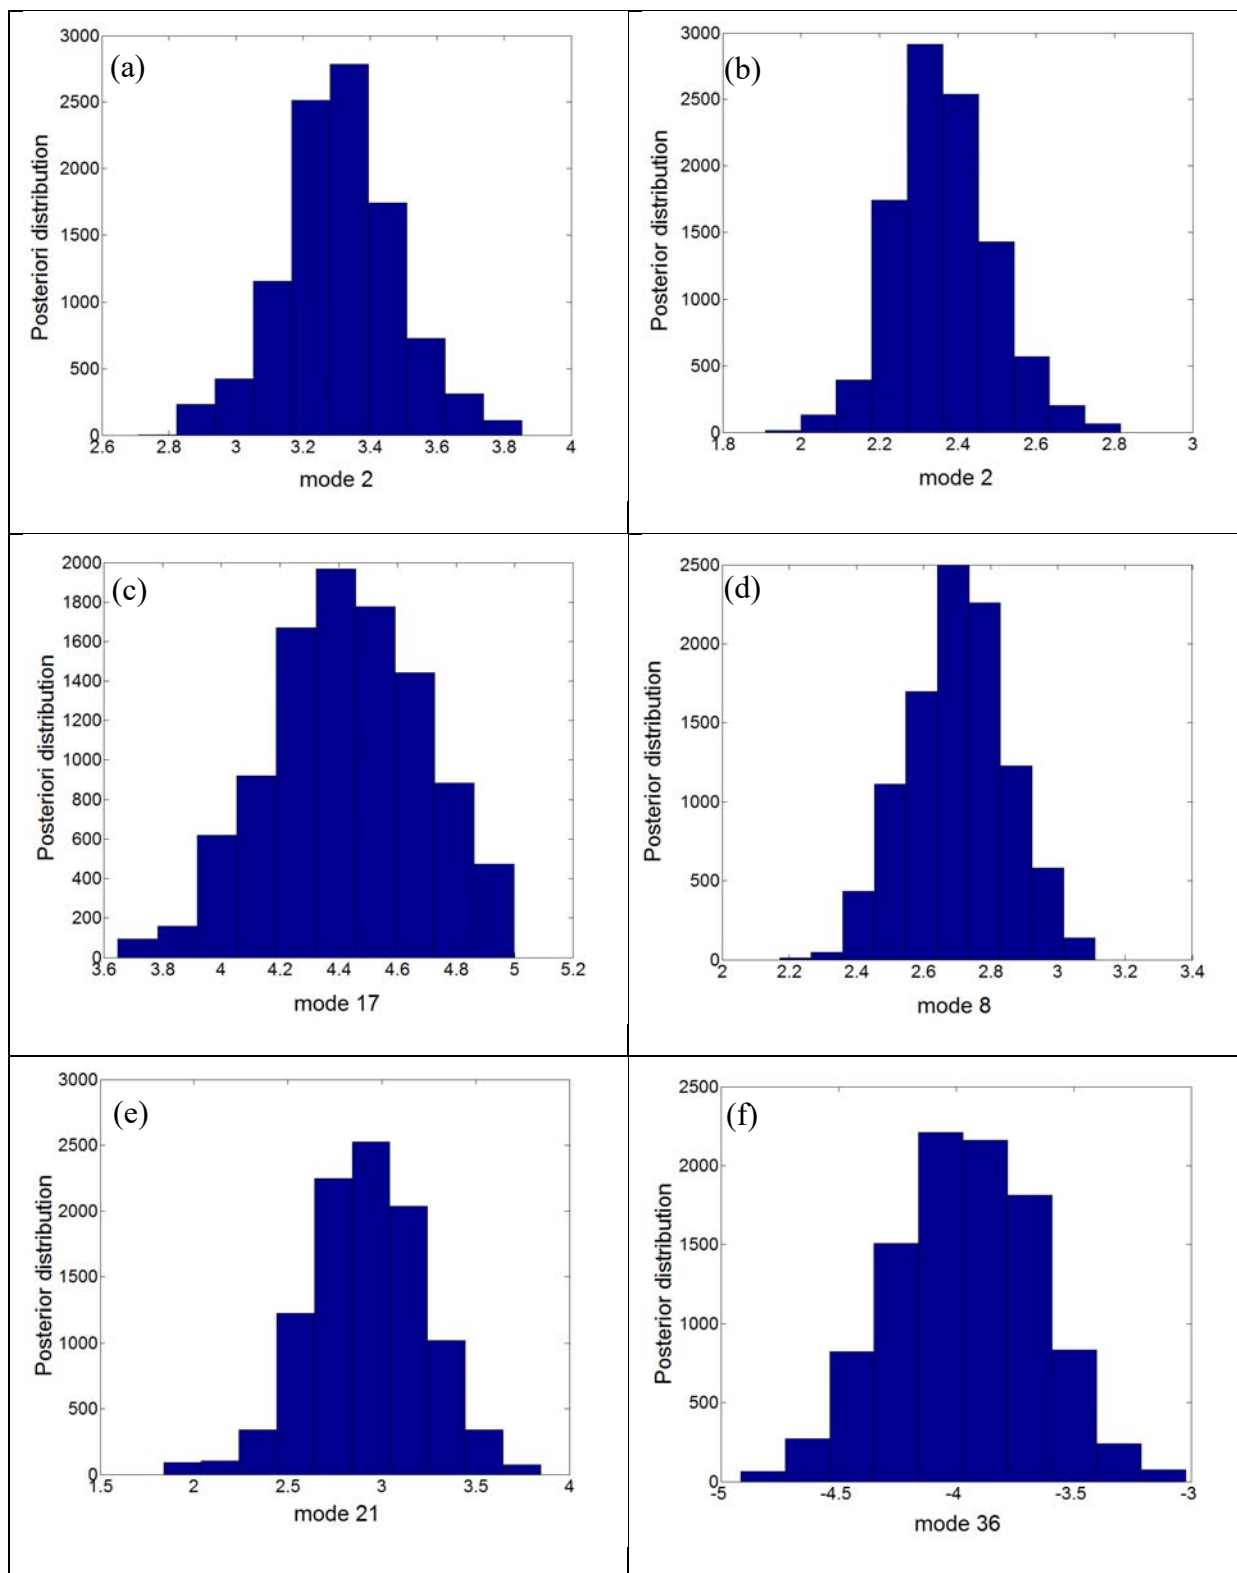 (a)
3000
2500
2000
1500
1000
500
0
Posteriori distribution
2.6 2.8 3 3.2 3.4 3.6 3.8 4
mode 2
(b)
3000
2500
2000
1500
1000
500
0
Posterior distribution
1.8 2 2.2 2.4 2.6 2.8 3
mode 2
(c)
2000
1800
1600
1400
1200
1000
800
600
400
200
0
Posteriori distribution
3.6 3.8 4 4.2 4.4 4.6 4.8 5 5.2
mode 17
(d)
2500
2000
1500
1000
500
0
Posterior distribution
2 2.2 2.4 2.6 2.8 3 3.2 3.4
mode 8
(e)
3000
2500
2000
1500
1000
500
0
Posterior distribution
1.5 2 2.5 3 3.5 4
mode 21
(f)
2500
2000
1500
1000
500
0
Posterior distribution
-5 -4.5 -4 -3.5 -3
mode 36